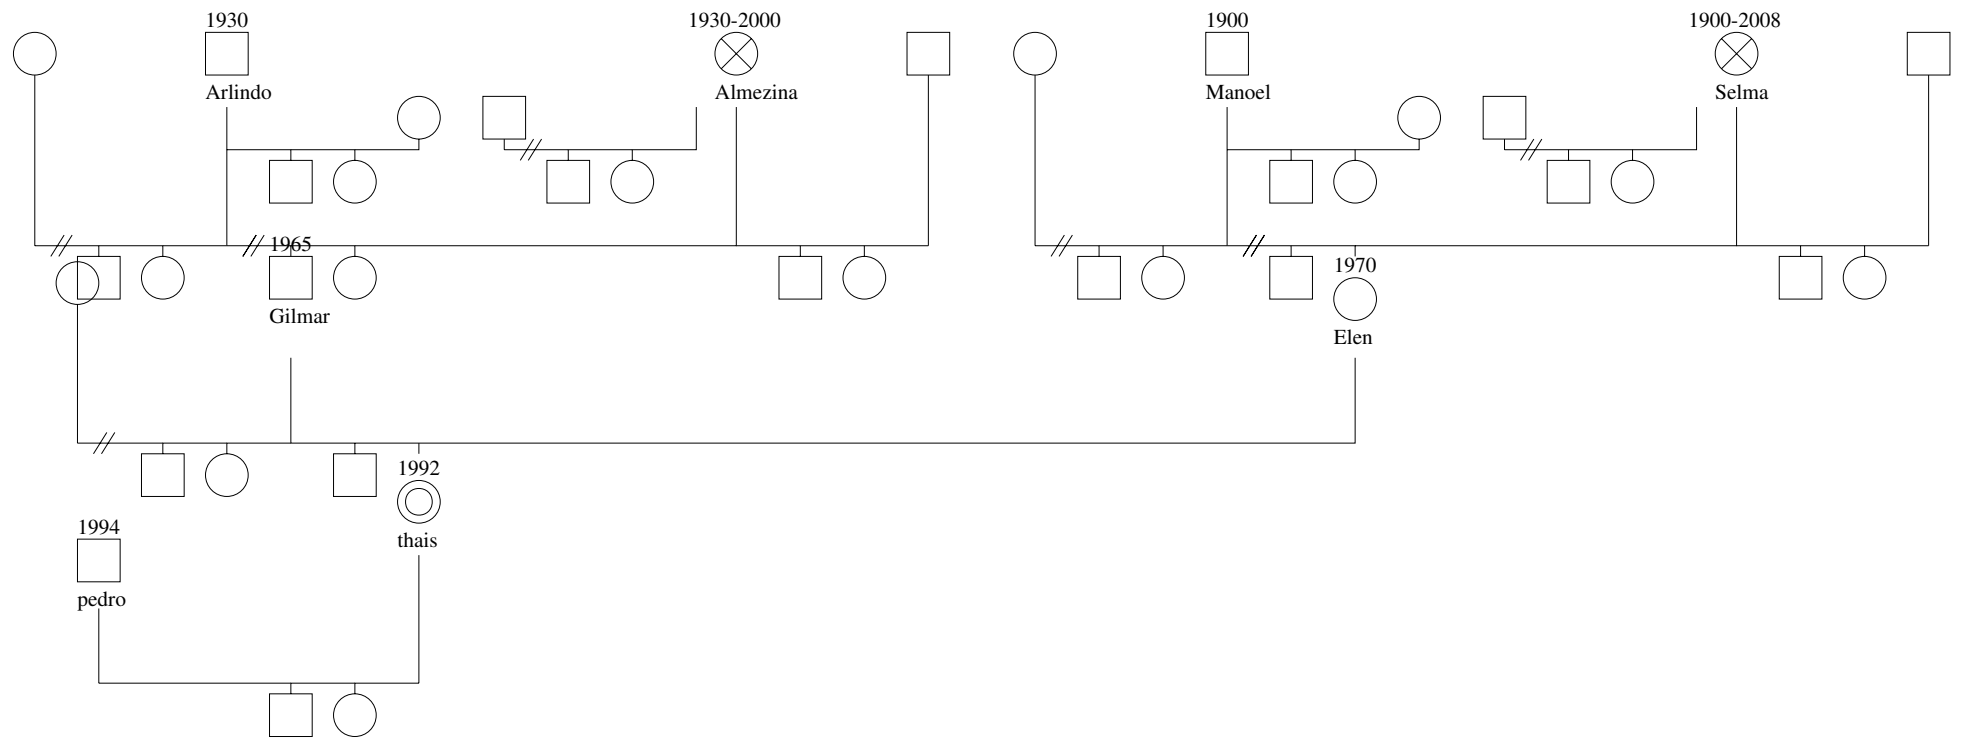 1930
1930-2000
1900
1900-2008
Arlindo
Almezina
Manoel
Selma
1965
1970
Gilmar
Elen
1992
thais
1994
pedro